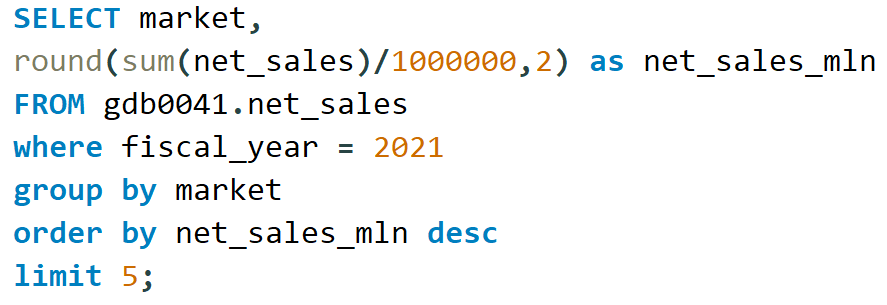 SELECT market,
round(sum(net_sales)/1000000,2) as net_sales_mln
FROM gdb0041.net_sales
where fiscal_year = 2021
group by market
order by net_sales_mln desc
limit 5;